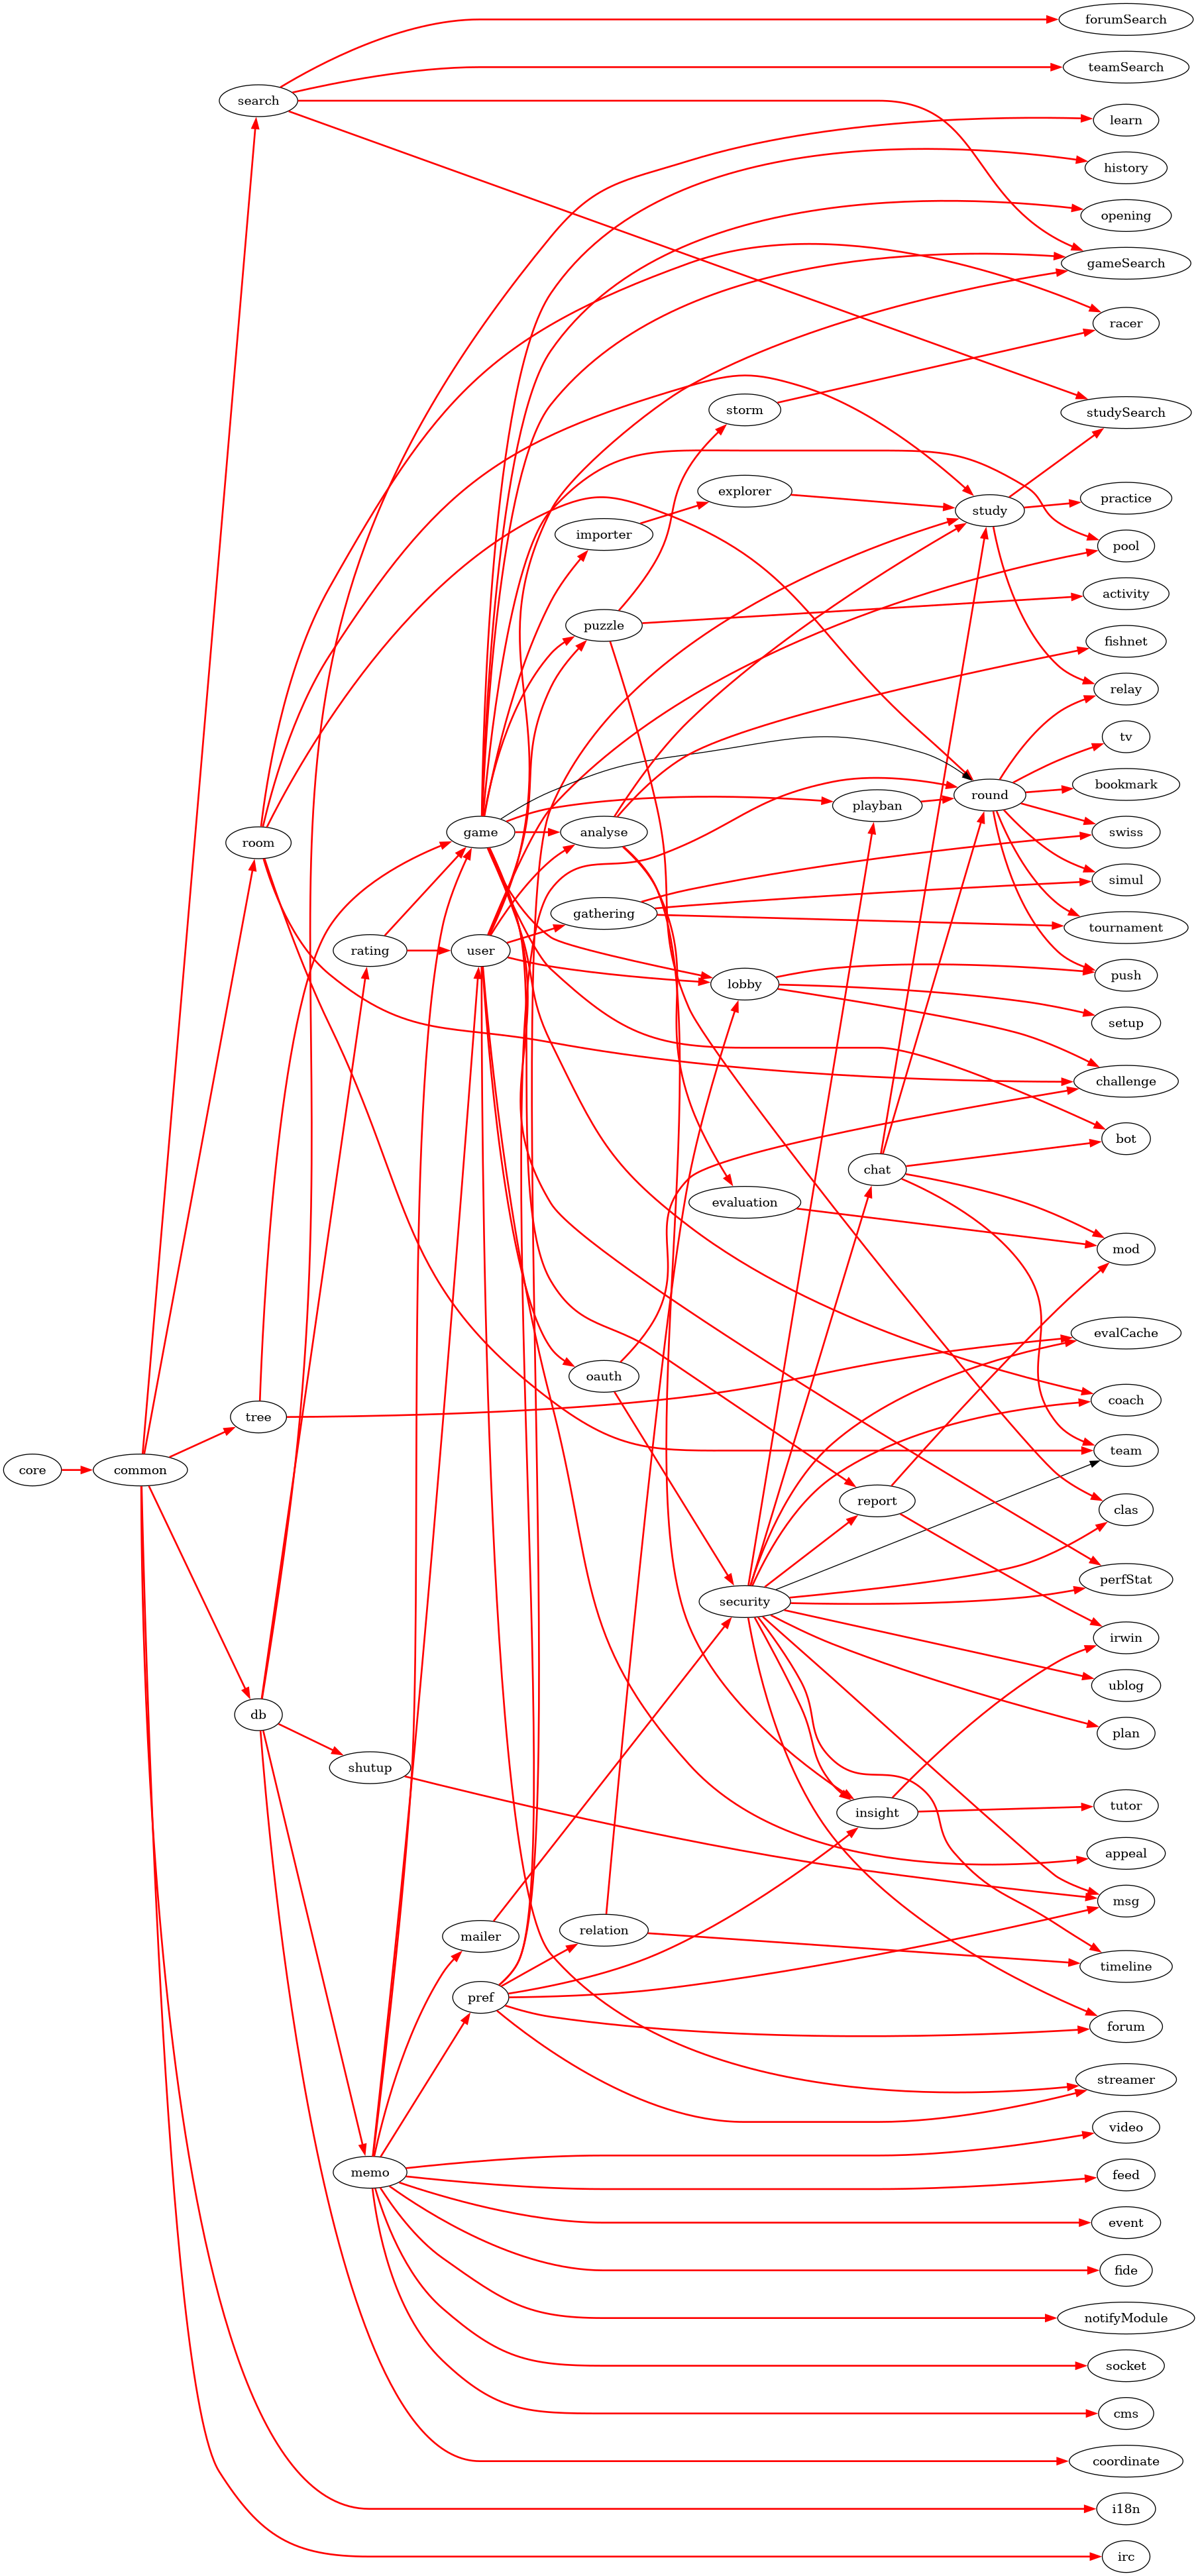 forumSearch
teamSearch
search
learn
history
opening
gameSearch
racer
storm
studySearch
explorer
practice
study
importer
pool
activity
puzzle
fishnet
relay
tv
bookmark
round
playban
swiss
game
analyse
room
simul
gathering
tournament
rating
user
push
lobby
setup
challenge
bot
chat
evaluation
mod
evalCache
oauth
coach
tree
team
core
common
report
clas
perfStat
security
irwin
ublog
db
plan
shutup
tutor
insight
appeal
msg
relation
mailer
timeline
pref
forum
streamer
video
memo
feed
event
fide
notifyModule
socket
cms
coordinate
i18n
irc